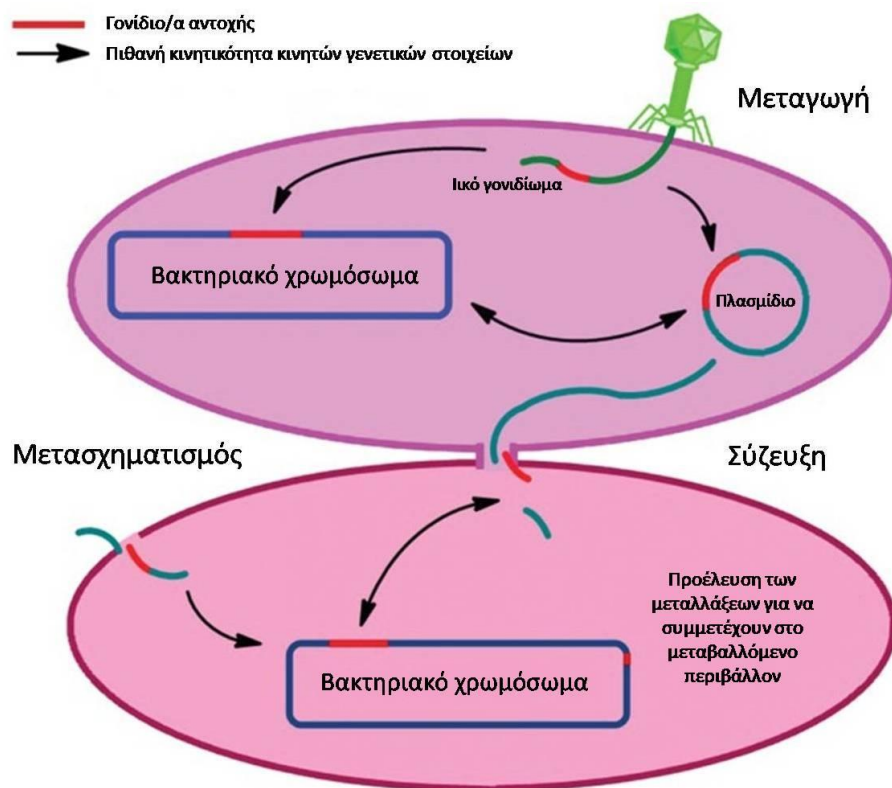 Γονίδιο/α αντοχής
Πιθανή κινητικότητα κινητών γενετικών στοιχείων
Μεταγωγή
Ιικό γονιδίωμα
Βακτηριακό χρωμόσωμα
Πλασμίδιο
Μετασχηματισμός
Σύζευξη
Προέλευση των
μεταλλάξεων για να
συμμετέχουν στο
μεταβαλλόμενο
περιβάλλον
Βακτηριακό χρωμόσωμα